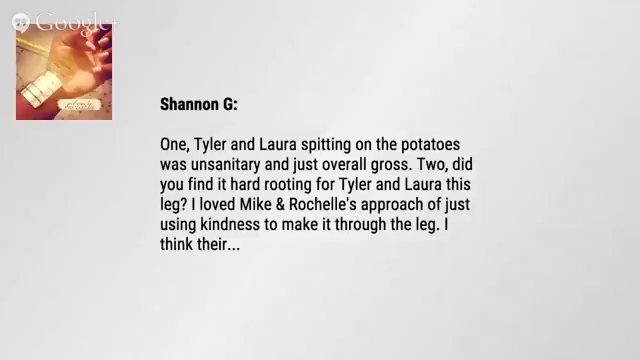 Google+
Shannon G:
One, Tyler and Laura spitting on the potatoes
was unsanitary and just overall gross. Two, did
you find it hard rooting for Tyler and Laura this
leg? I loved Mike & Rochelle's approach of just
using kindness to make it through the leg. I
think their...